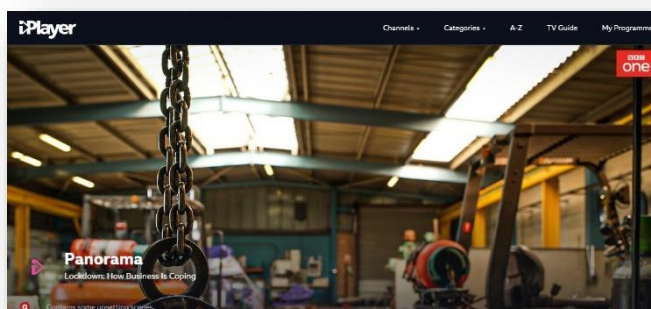 iPlayer
Channels
Categories
A-Z
TV Guide
My Programme
BBC
one
Panorama
Lockdown: How Business Is Coping
G
Contains some upsetting scenes.